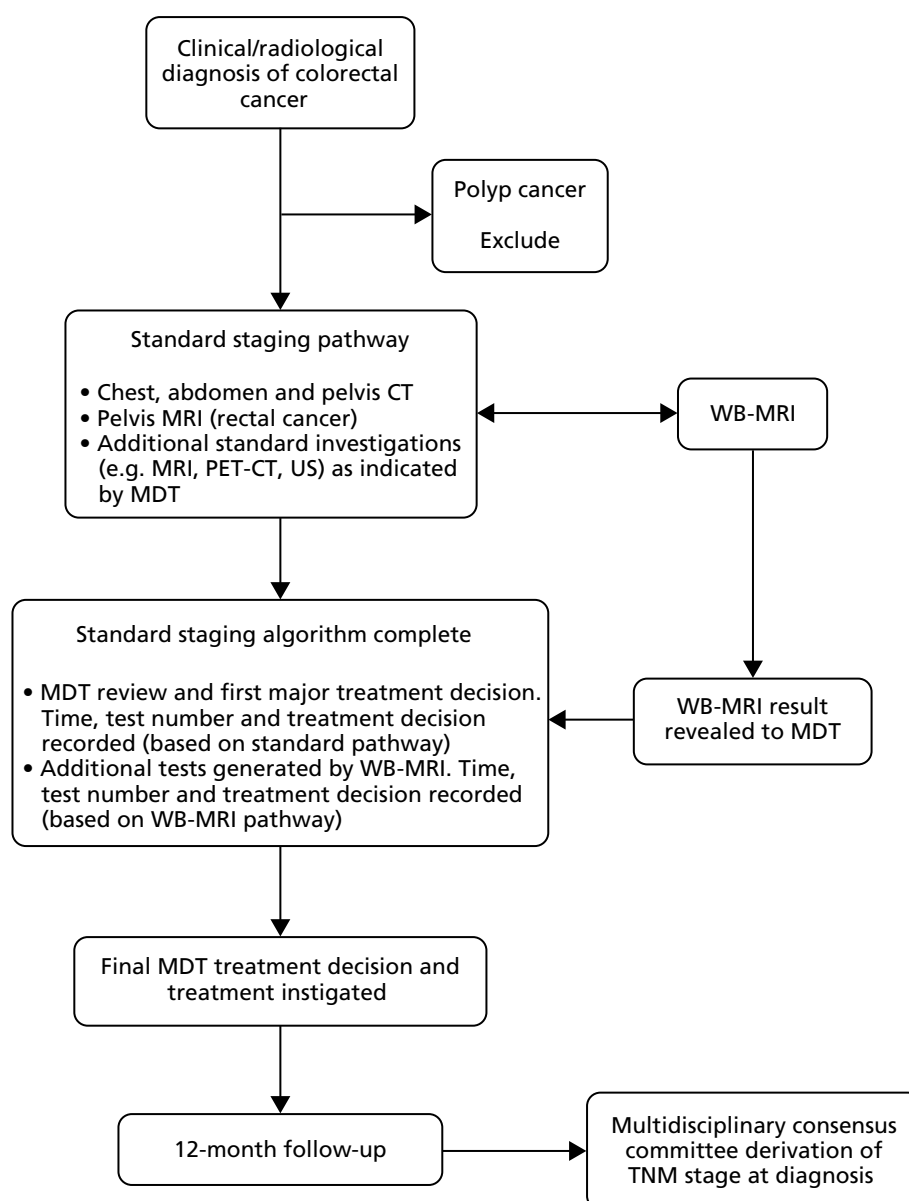 Clinical/radiological
diagnosis of colorectal
cancer
Polyp cancer
Exclude
Standard staging pathway
• Chest, abdomen and pelvis CT
• Pelvis MRI (rectal cancer)
• Additional standard investigations
(e.g. MRI, PET-CT, US) as indicated
by MDT
WB-MRI
Standard staging algorithm complete
• MDT review and first major treatment decision.
Time, test number and treatment decision
recorded (based on standard pathway)
• Additional tests generated by WB-MRI. Time,
test number and treatment decision recorded
(based on WB-MRI pathway)
WB-MRI result
revealed to MDT
Final MDT treatment decision and
treatment instigated
12-month follow-up
Multidisciplinary consensus
committee derivation of
TNM stage at diagnosis